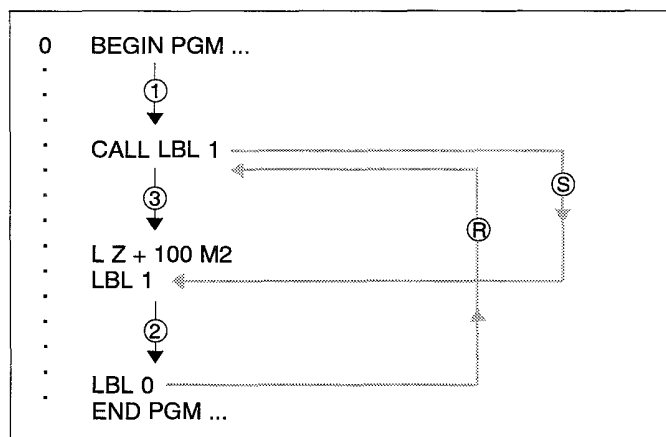 0 BEGIN PGM ...
1
CALL LBL 1
S
3
R
L Z + 100 M2
LBL 1
2
LBL 0
END PGM ...